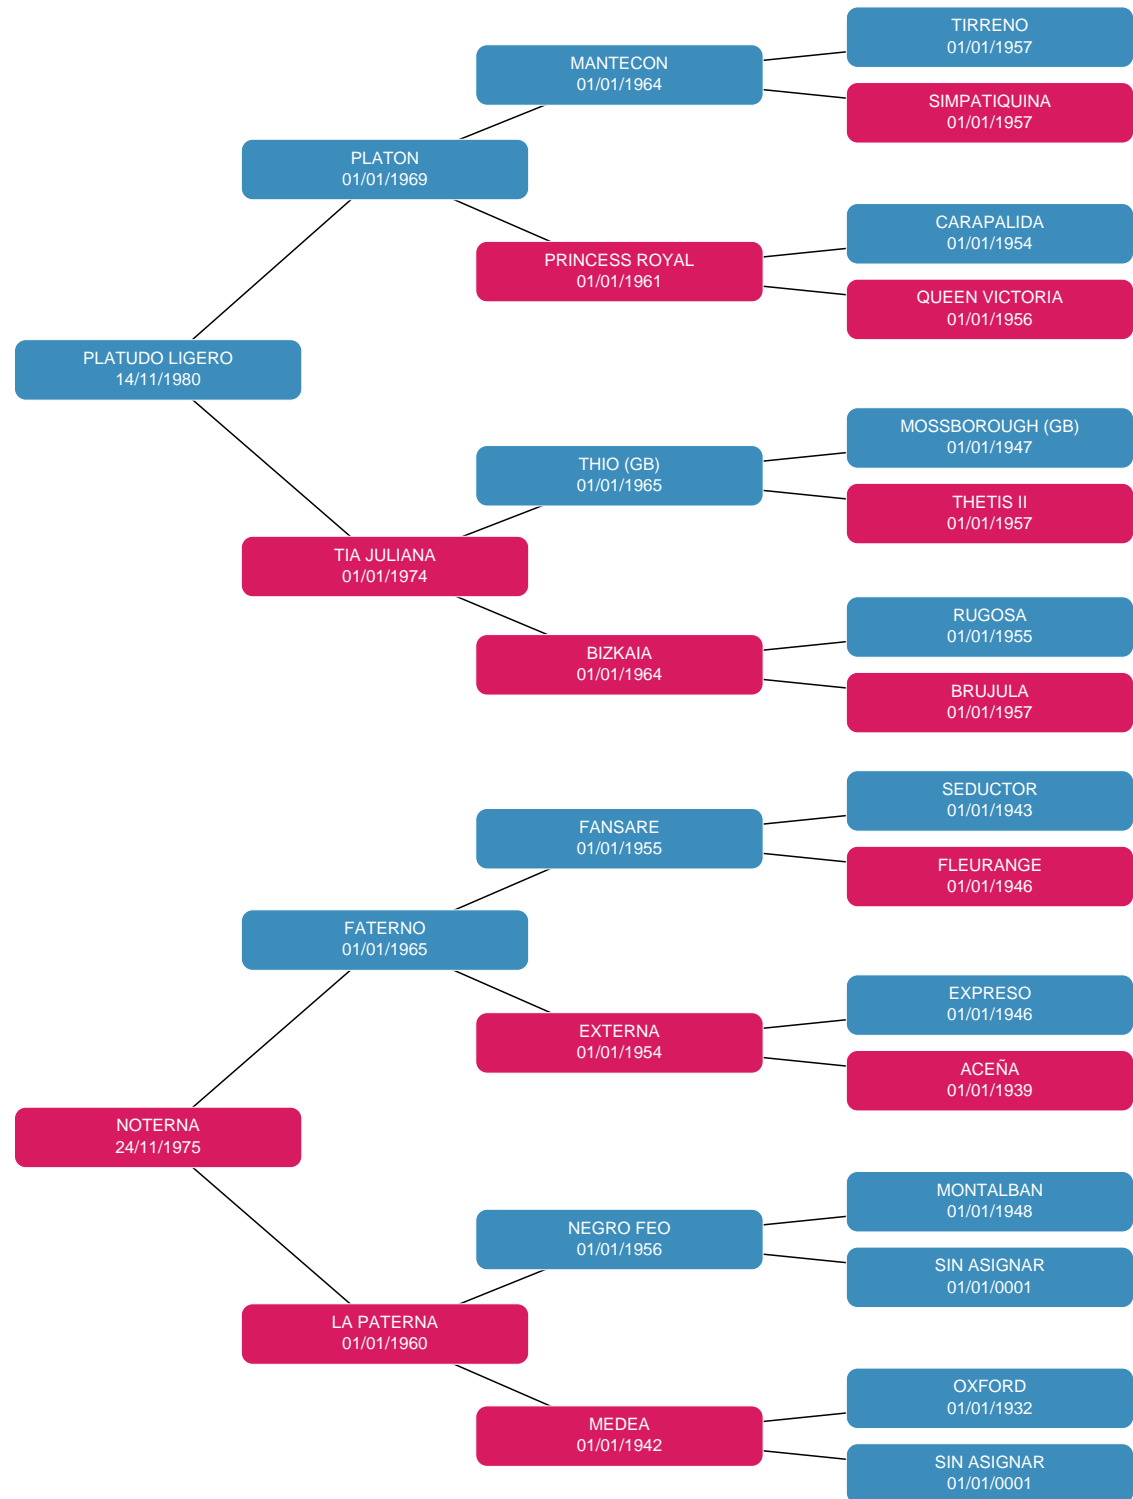 TIRRENO
01/01/1957
MANTECON
01/01/1964
SIMPATIQUINA
01/01/1957
PLATON
01/01/1969
CARAPALIDA
01/01/1954
PRINCESS ROYAL
01/01/1961
QUEEN VICTORIA
01/01/1956
PLATUDO LIGERO
14/11/1980
MOSSBOROUGH (GB)
01/01/1947
THIO (GB)
01/01/1965
THETIS II
01/01/1957
TIA JULIANA
01/01/1974
RUGOSA
01/01/1955
BIZKAIA
01/01/1964
BRUJULA
01/01/1957
SEDUCTOR
01/01/1943
FANSARE
01/01/1955
FLEURANGE
01/01/1946
FATERNO
01/01/1965
EXPRESO
01/01/1946
EXTERNA
01/01/1954
ACEÑA
01/01/1939
NOTERNA
24/11/1975
MONTALBAN
01/01/1948
NEGRO FEO
01/01/1956
SIN ASIGNAR
01/01/0001
LA PATERNA
01/01/1960
OXFORD
01/01/1932
MEDEA
01/01/1942
SIN ASIGNAR
01/01/0001